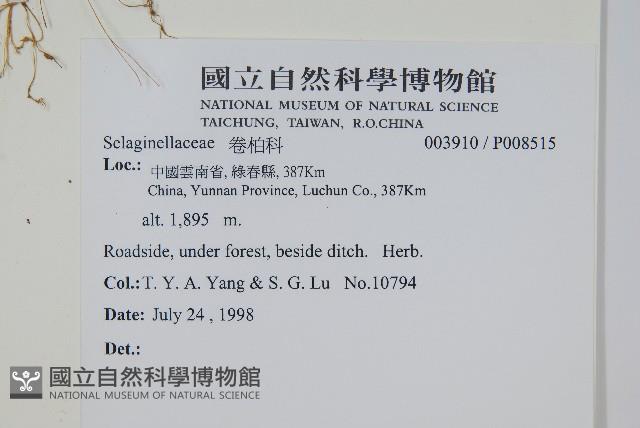 國立自然科學博物館
NATIONAL MUSEUM OF NATURAL SCIENCE
TAICHUNG, TAIWAN, R.O.CHINA
Selaginellaceae 卷柏科 003910 / P008515
Loc.: 中國雲南省, 綠春縣, 387Km
China, Yunnan Province, Luchun Co., 387Km
alt. 1,895 m.
Roadside, under forest, beside ditch. Herb.
Col.: T. Y. A. Yang & S. G. Lu No.10794
Date: July 24 , 1998
Det.:
國立自然科學博物館
NATIONAL MUSEUM OF NATURAL SCIENCE